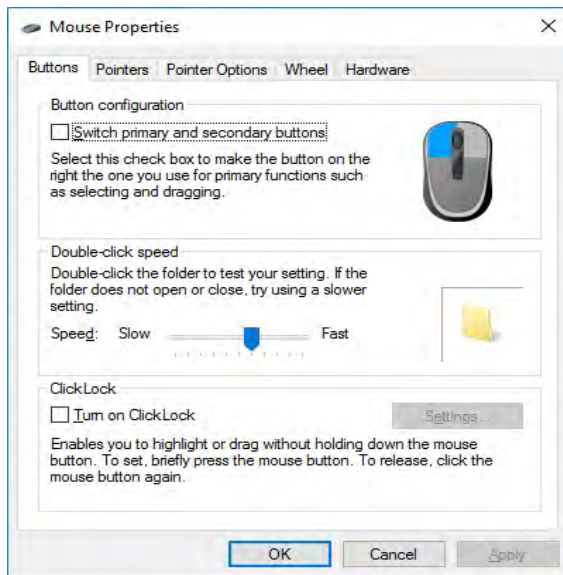 Mouse Properties
Buttons Pointers Pointer Options Wheel Hardware
Button configuration
Switch primary and secondary buttons
Select this check box to make the button on the
right the one you use for primary functions such
as selecting and dragging.
Double-click speed
Double-click the folder to test your setting. If the
folder does not open or close, try using a slower
setting.
Speed: Slow Fast
ClickLock
Turn on ClickLock Settings...
Enables you to highlight or drag without holding down the mouse
button. To set, briefly press the mouse button. To release, click the
mouse button again.
OK Cancel Apply